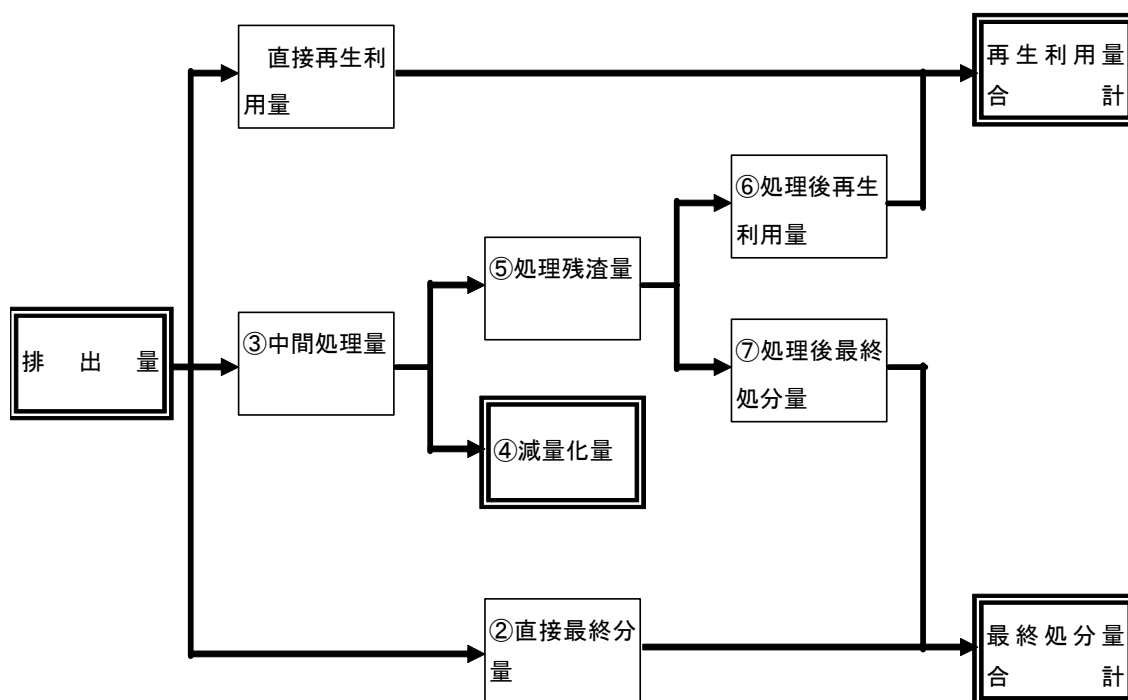 直接再生利
用量
再生利用量
合計
⑥処理後再生
利用量
⑤処理残渣量
排出量
③中間処理量
⑦処理後最終
処分量
④減量化量
②直接最終分
量
最終処分量
合計